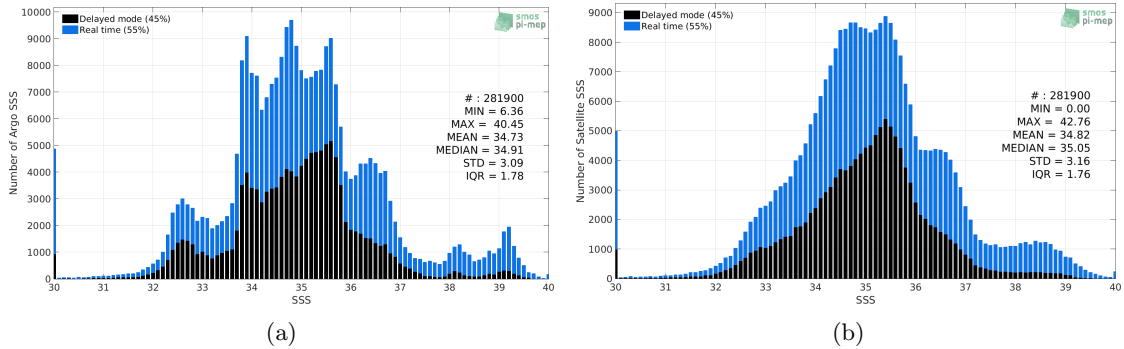 Delayed mode (45%)
Real time (55%)
smos
pi-mep
10000
9000
8000
7000
6000
5000
4000
3000
2000
1000
0
Number of Argo SSS
# : 281900
MIN = 6.36
MAX = 40.45
MEAN = 34.73
MEDIAN = 34.91
STD = 3.09
IQR = 1.78
30 31 32 33 34 35 36 37 38 39 40
SSS
(a)
Delayed mode (45%)
Real time (55%)
smos
pi-mep
9000
8000
7000
6000
5000
4000
3000
2000
1000
0
Number of Satellite SSS
# : 281900
MIN = 0.00
MAX = 42.76
MEAN = 34.82
MEDIAN = 35.05
STD = 3.16
IQR = 1.76
30 31 32 33 34 35 36 37 38 39 40
SSS
(b)